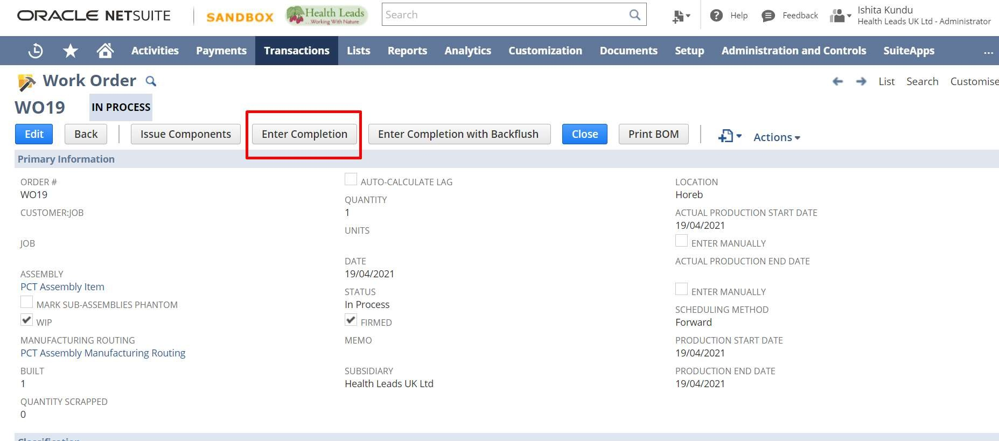 ORACLE NETSUITE
SANDBOX
Health Leads
...Working With Nature
Search
Help
Feedback
Ishita Kundu
Health Leads UK Ltd - Administrator
Activities Payments Transactions Lists Reports Analytics Customization Documents Setup Administration and Controls SuiteApps ...
Work Order
List Search Customise
WO19 IN PROCESS
Edit Back Issue Components Enter Completion Enter Completion with Backflush Close Print BOM Actions
Primary Information
ORDER #
WO19
CUSTOMER:JOB
JOB
ASSEMBLY
PCT Assembly Item
MARK SUB-ASSEMBLIES PHANTOM
WIP
MANUFACTURING ROUTING
PCT Assembly Manufacturing Routing
BUILT
1
QUANTITY SCRAPPED
0
AUTO-CALCULATE LAG
QUANTITY
1
UNITS
DATE
19/04/2021
STATUS
In Process
FIRMED
MEMO
SUBSIDIARY
Health Leads UK Ltd
LOCATION
Horeb
ACTUAL PRODUCTION START DATE
19/04/2021
ENTER MANUALLY
ACTUAL PRODUCTION END DATE
ENTER MANUALLY
SCHEDULING METHOD
Forward
PRODUCTION START DATE
19/04/2021
PRODUCTION END DATE
19/04/2021
Classification